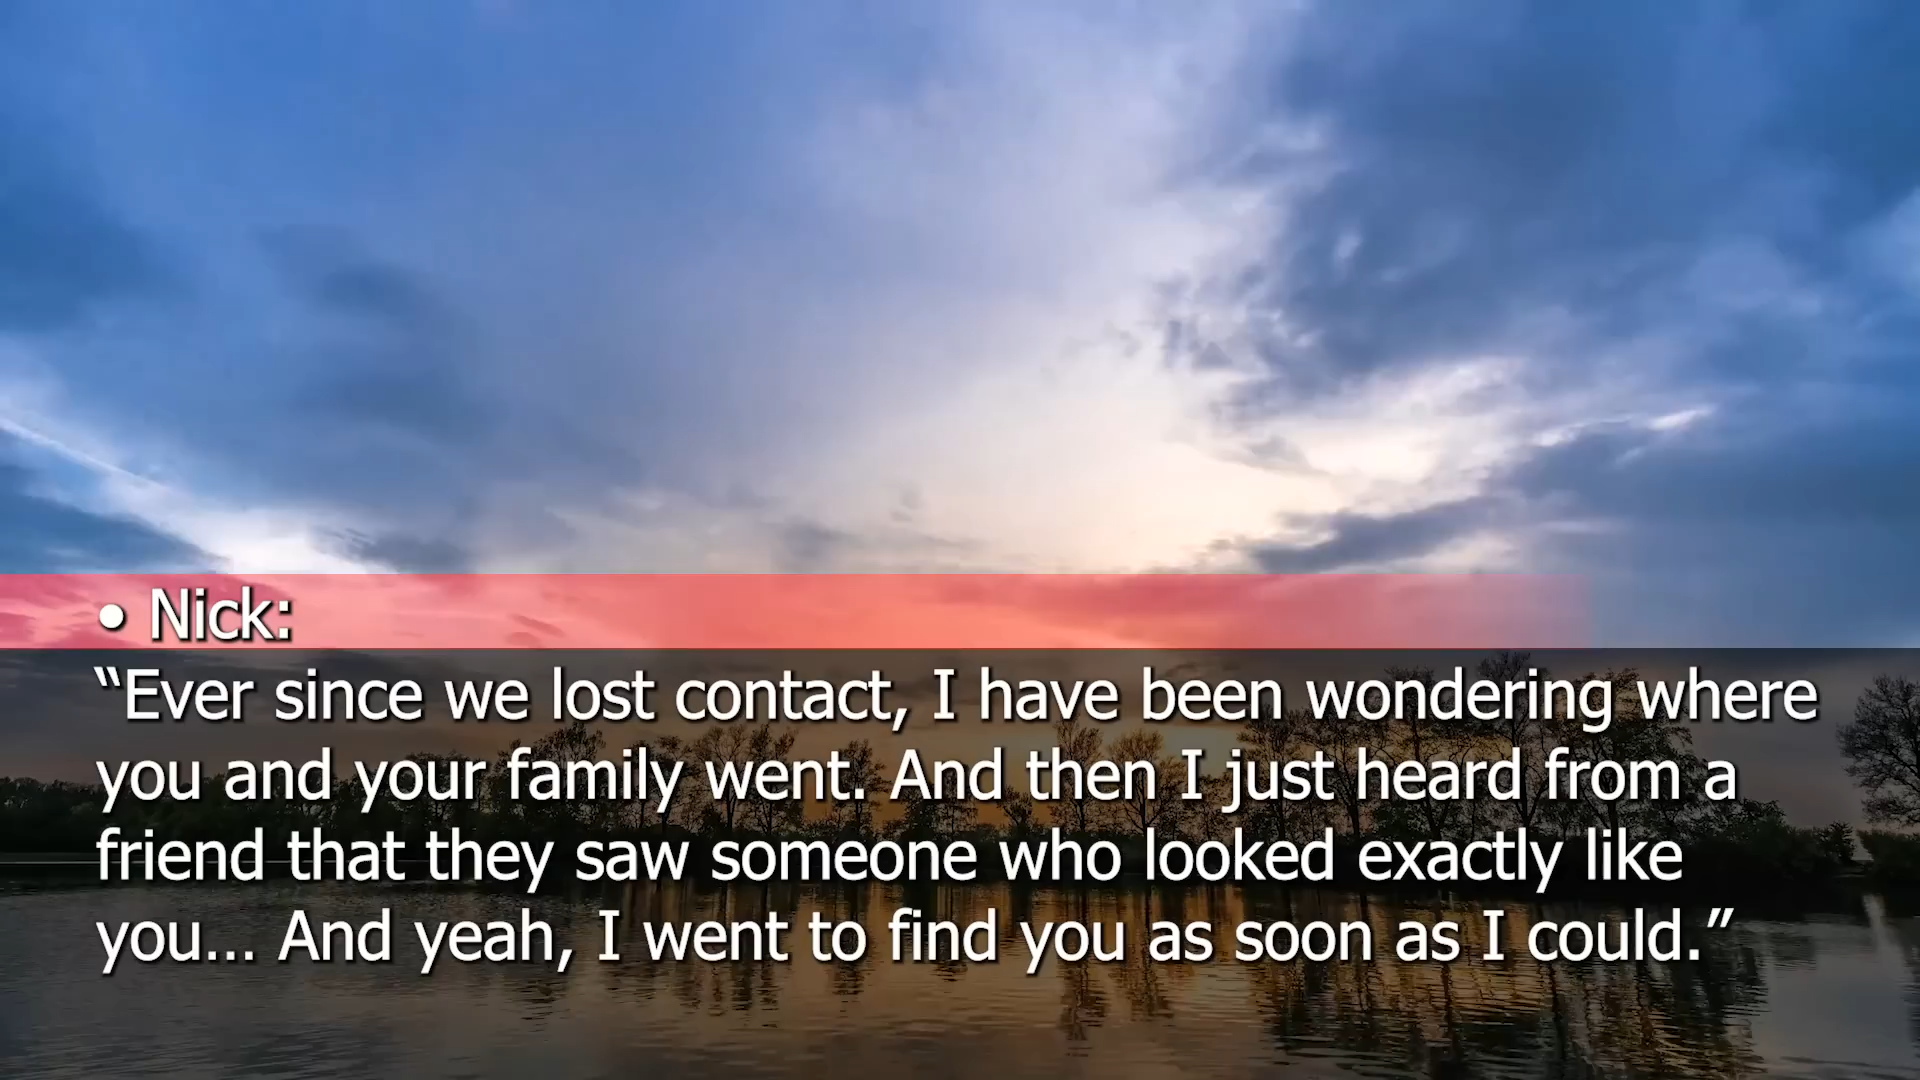 • Nick:
“Ever since we lost contact, I have been wondering where
you and your family went. And then I just heard from a
friend that they saw someone who looked exactly like
you… And yeah, I went to find you as soon as I could.”